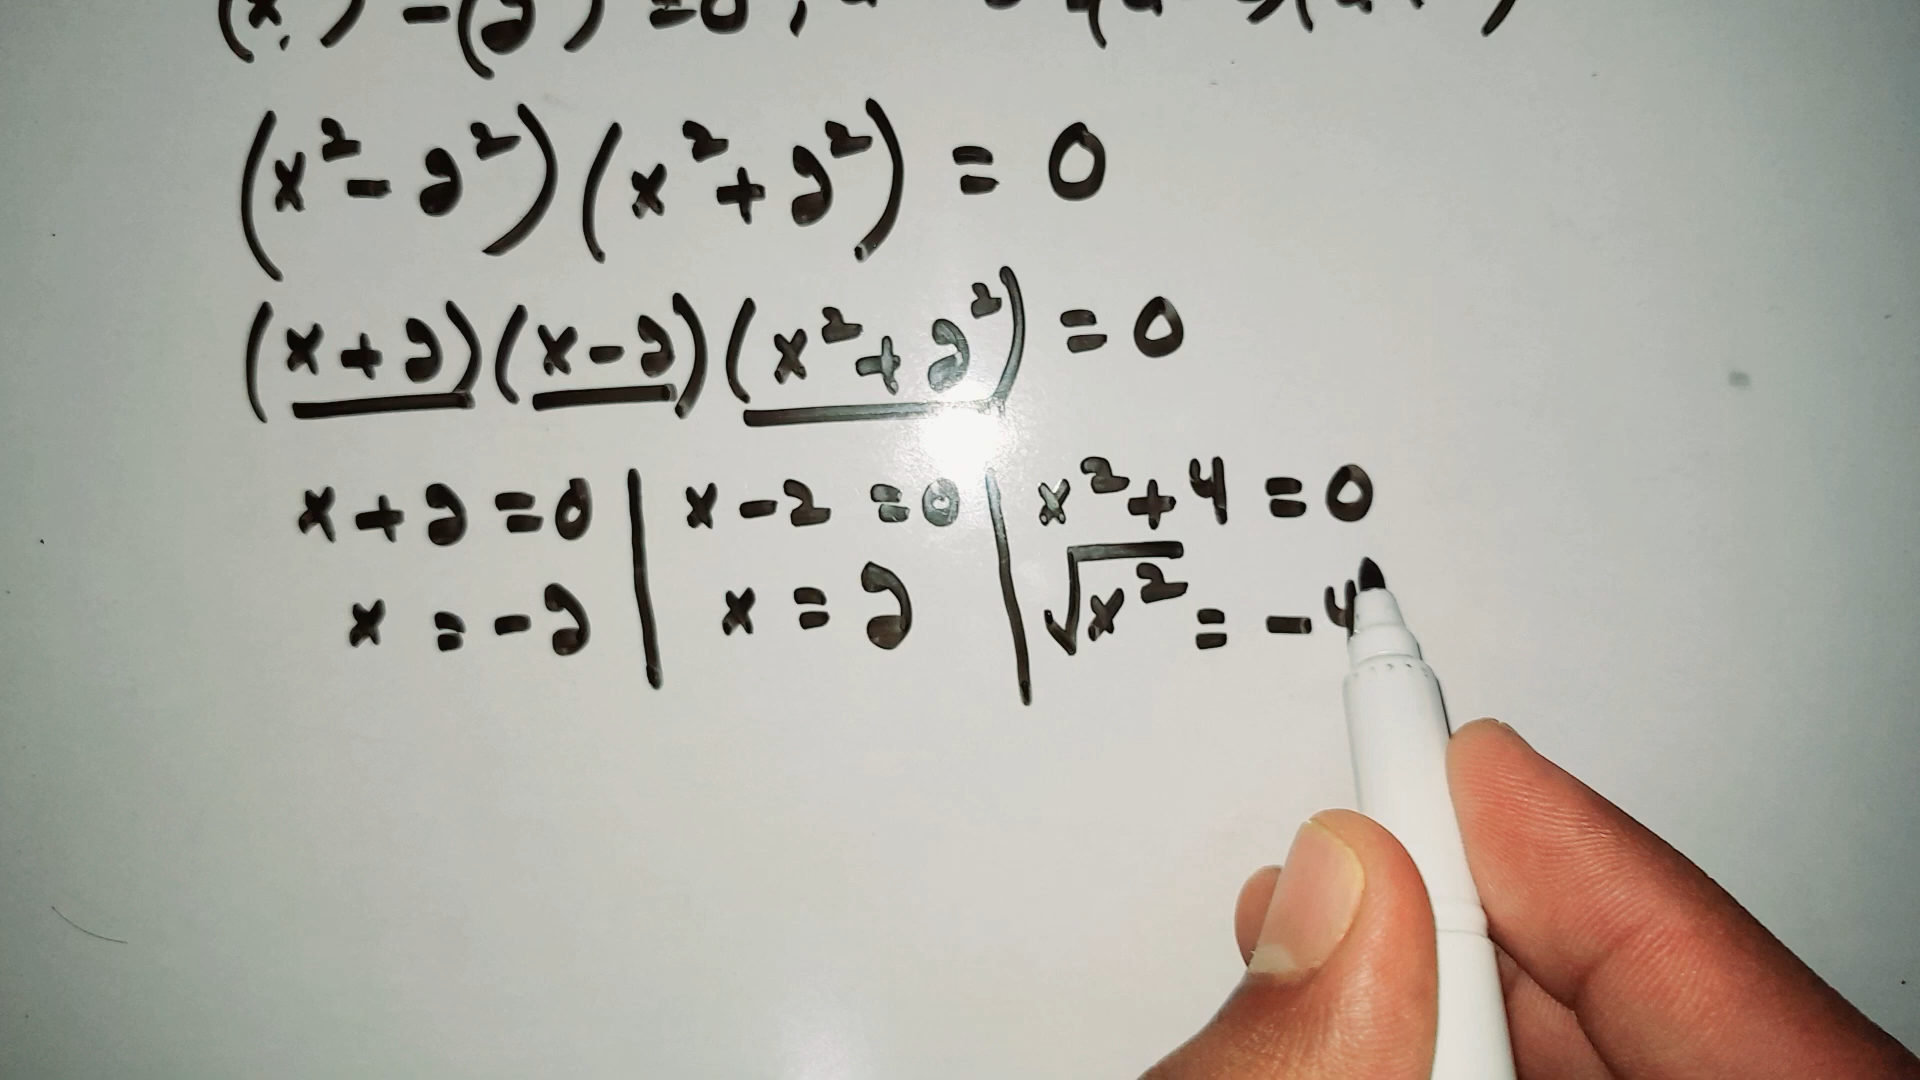 (x² - 2²)(x² + 2²) = 0
(x + 2)(x - 2)(x² + 2²) = 0
x + 2 = 0 | x - 2 = 0 | x² + 4 = 0
x = -2 | x = 2 | √x² = -4